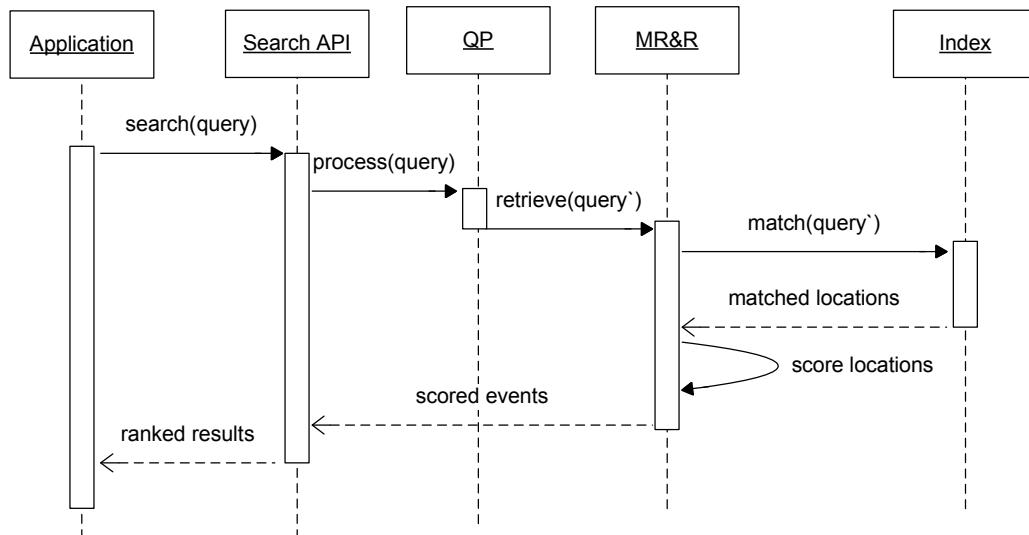 Application
Search API
QP
MR&R
Index
search(query)
process(query)
retrieve(query`)
match(query`)
matched locations
score locations
scored events
ranked results